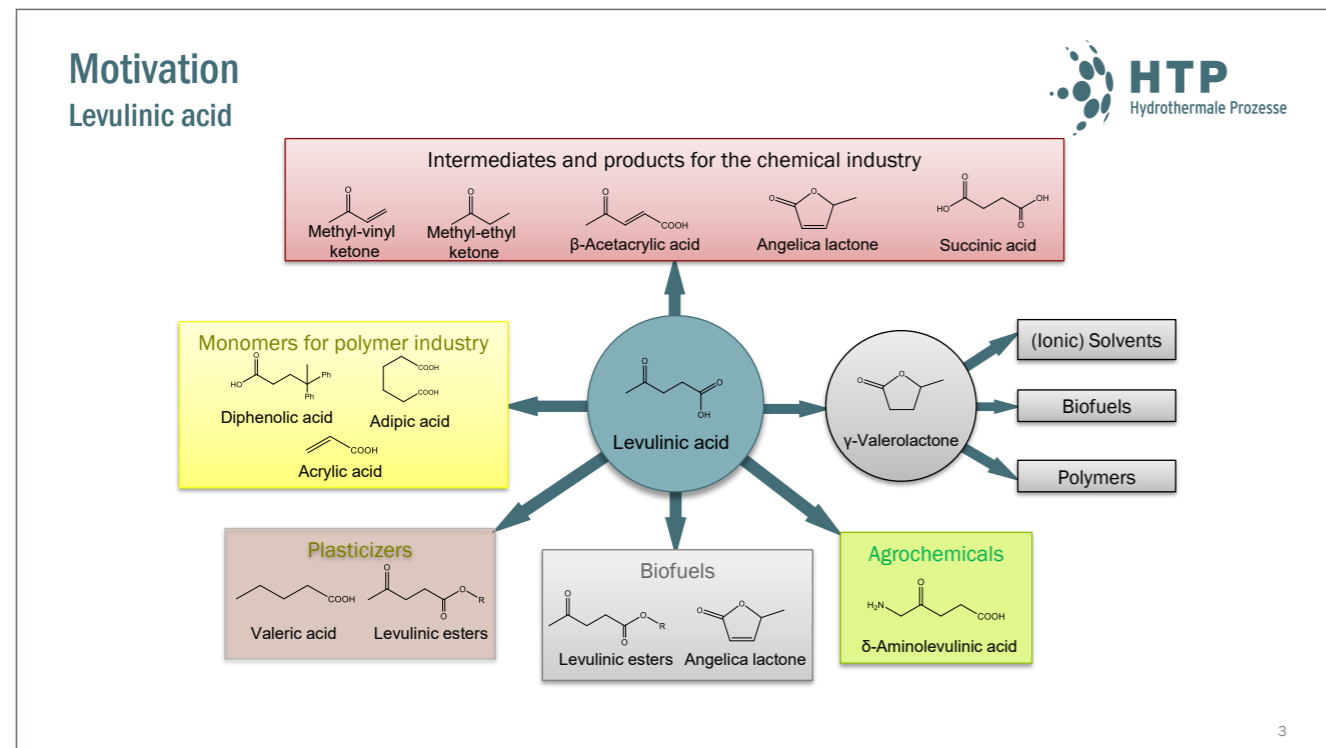 Motivation
Levulinic acid
HTP
Hydrothermale Prozesse
Intermediates and products for the chemical industry
O
Methyl-vinyl
ketone
O
Methyl-ethyl
ketone
O
COOH
β-Acetacrylic acid
O
O
Angelica lactone
O
HO
OH
O
Succinic acid
Monomers for polymer industry
O
HO
Ph
Ph
Diphenolic acid
COOH
COOH
Adipic acid
COOH
Acrylic acid
O
O
OH
Levulinic acid
O
O
γ-Valerolactone
(Ionic) Solvents
Biofuels
Polymers
Plasticizers
COOH
Valeric acid
O
O
R
O
Levulinic esters
Biofuels
O
O
R
O
Levulinic esters
O
O
Angelica lactone
Agrochemicals
O
H₂N
COOH
δ-Aminolevulinic acid
3